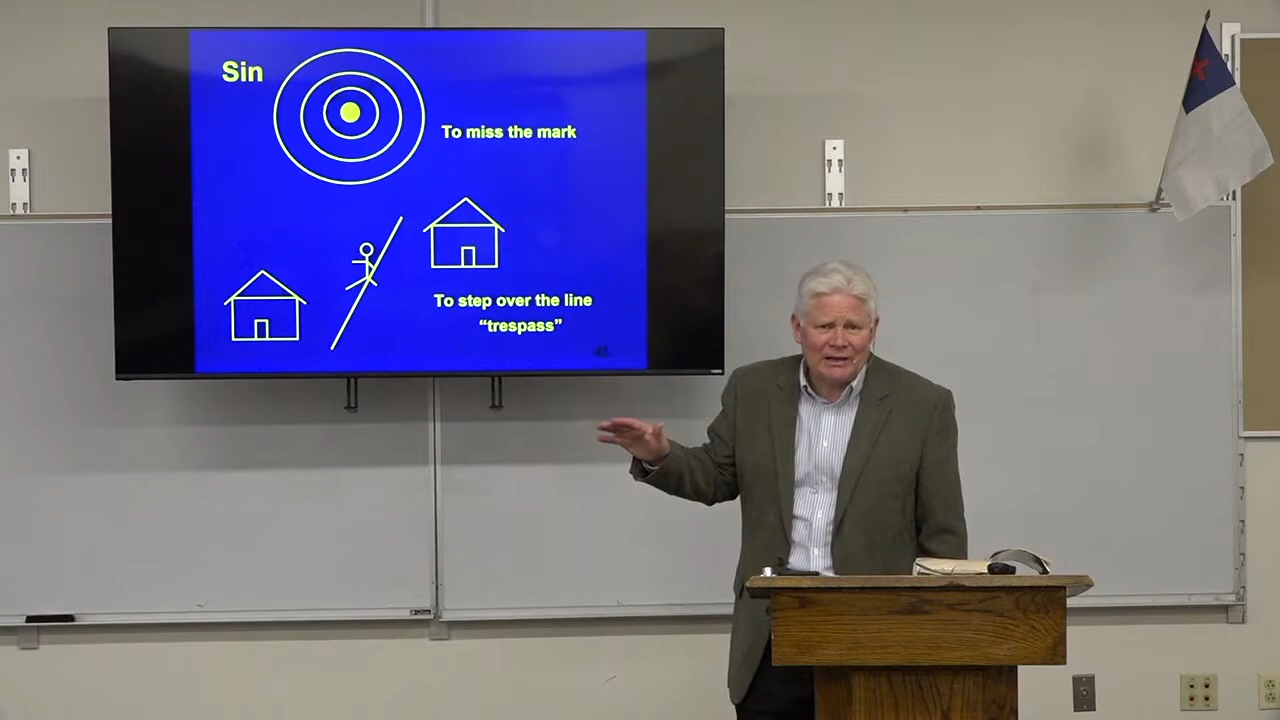 Sin
To miss the mark
To step over the line
“trespass”